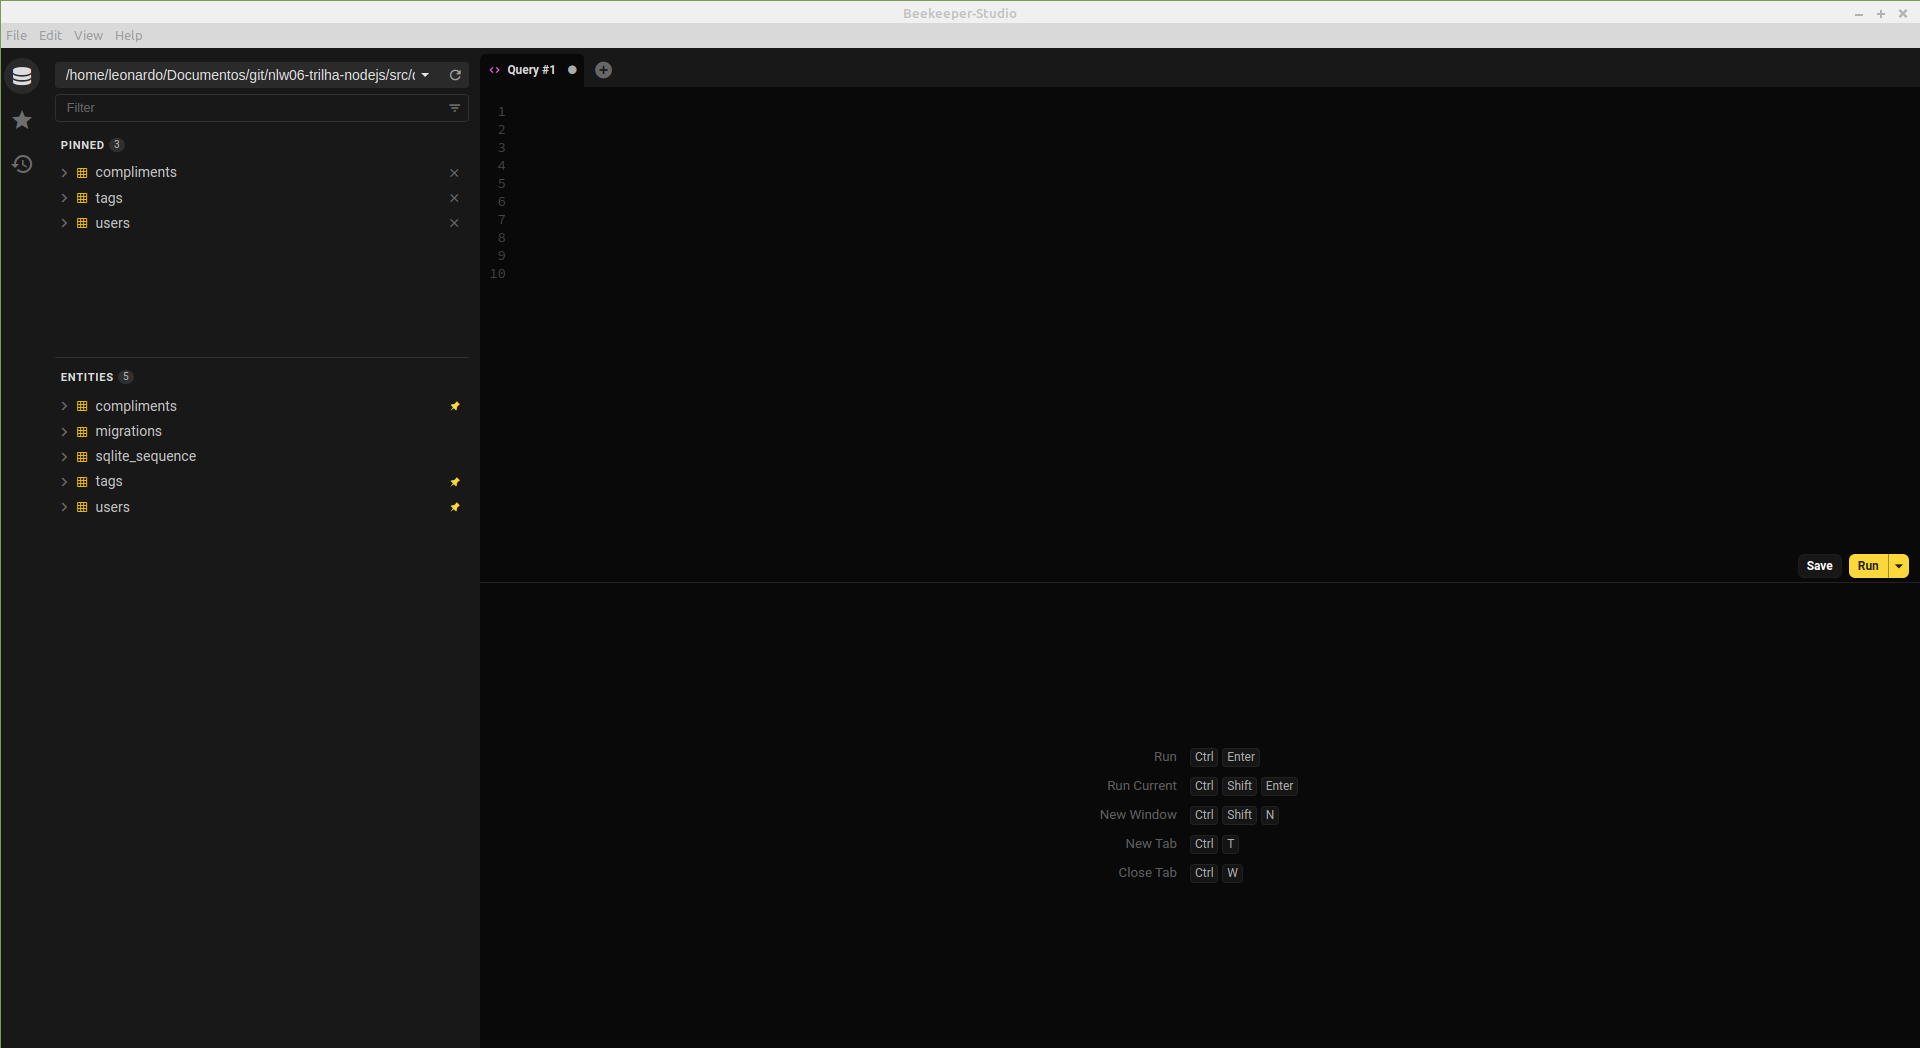 Beekeeper-Studio
File Edit View Help
/home/leonardo/Documentos/git/nlw06-trilha-nodejs/src/
Filter
PINNED 3
compliments
tags
users
ENTITIES 5
compliments
migrations
sqlite_sequence
tags
users
Query #1
1
2
3
4
5
6
7
8
9
10
Save Run
Run Ctrl Enter
Run Current Ctrl Shift Enter
New Window Ctrl Shift N
New Tab Ctrl T
Close Tab Ctrl W